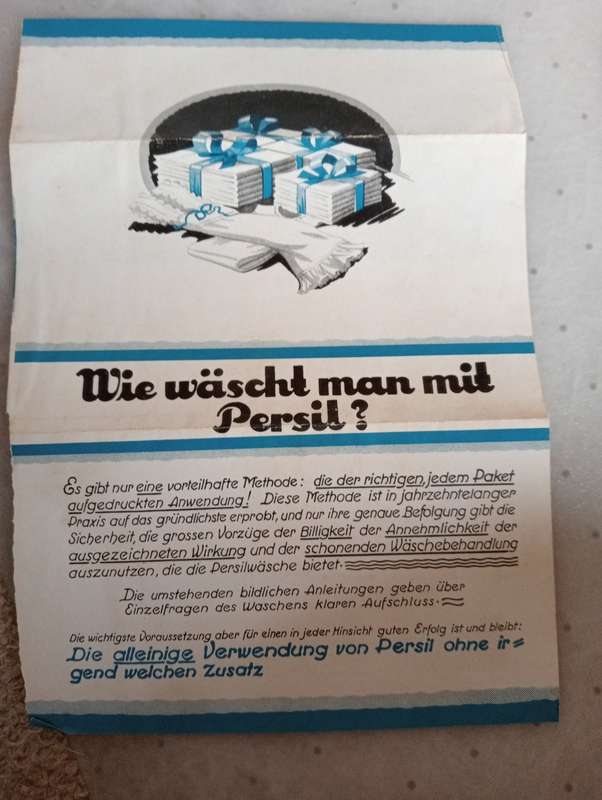 Wie wäscht man mit
Persil?
Es gibt nur eine vorteilhafte Methode: die der richtigen, jedem Paket
aufgedruckten Anwendung! Diese Methode ist in jahrzehntelanger
Praxis auf das gründlichste erprobt, und nur ihre genaue Befolgung gibt die
Sicherheit, die grossen Vorzüge der Billigkeit der Annehmlichkeit der
ausgezeichneten Wirkung und der schonenden Wäschebehandlung
auszunutzen, die die Persilwäsche bietet.
Die umstehenden bildlichen Anleitungen geben über
Einzelfragen des Waschens klaren Aufschluss.
Die wichtigste Voraussetzung aber für einen in jeder Hinsicht guten Erfolg ist und bleibt:
Die alleinige Verwendung von Persil ohne ir=
gend welchen Zusatz